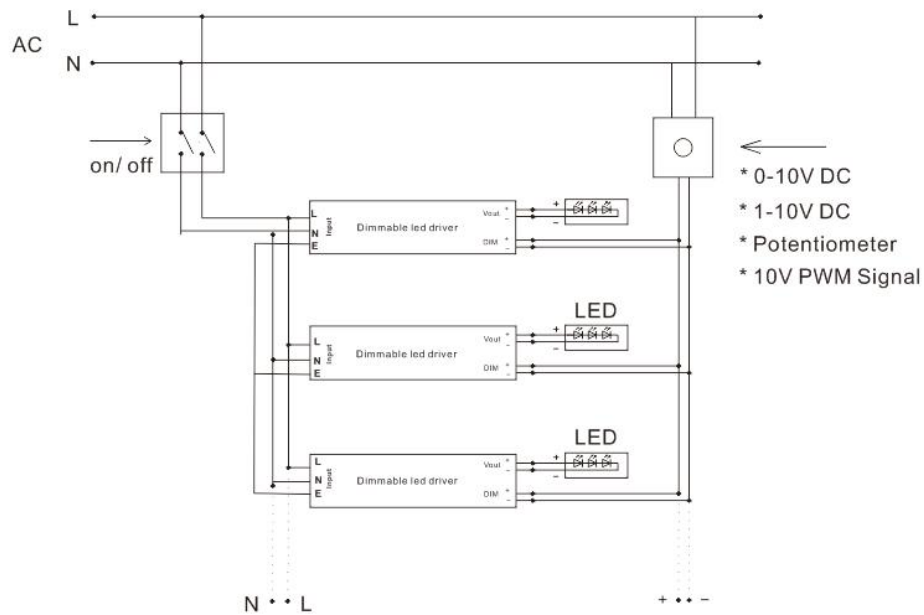 L
AC
N
on/ off
* 0-10V DC
* 1-10V DC
* Potentiometer
* 10V PWM Signal
L
N
E
Input
Dimmable led driver
Vout + -
DIM + -
+
-
LED
L
N
E
Input
Dimmable led driver
Vout + -
DIM + -
+
-
LED
L
N
E
Input
Dimmable led driver
Vout + -
DIM + -
+
-
N L + -